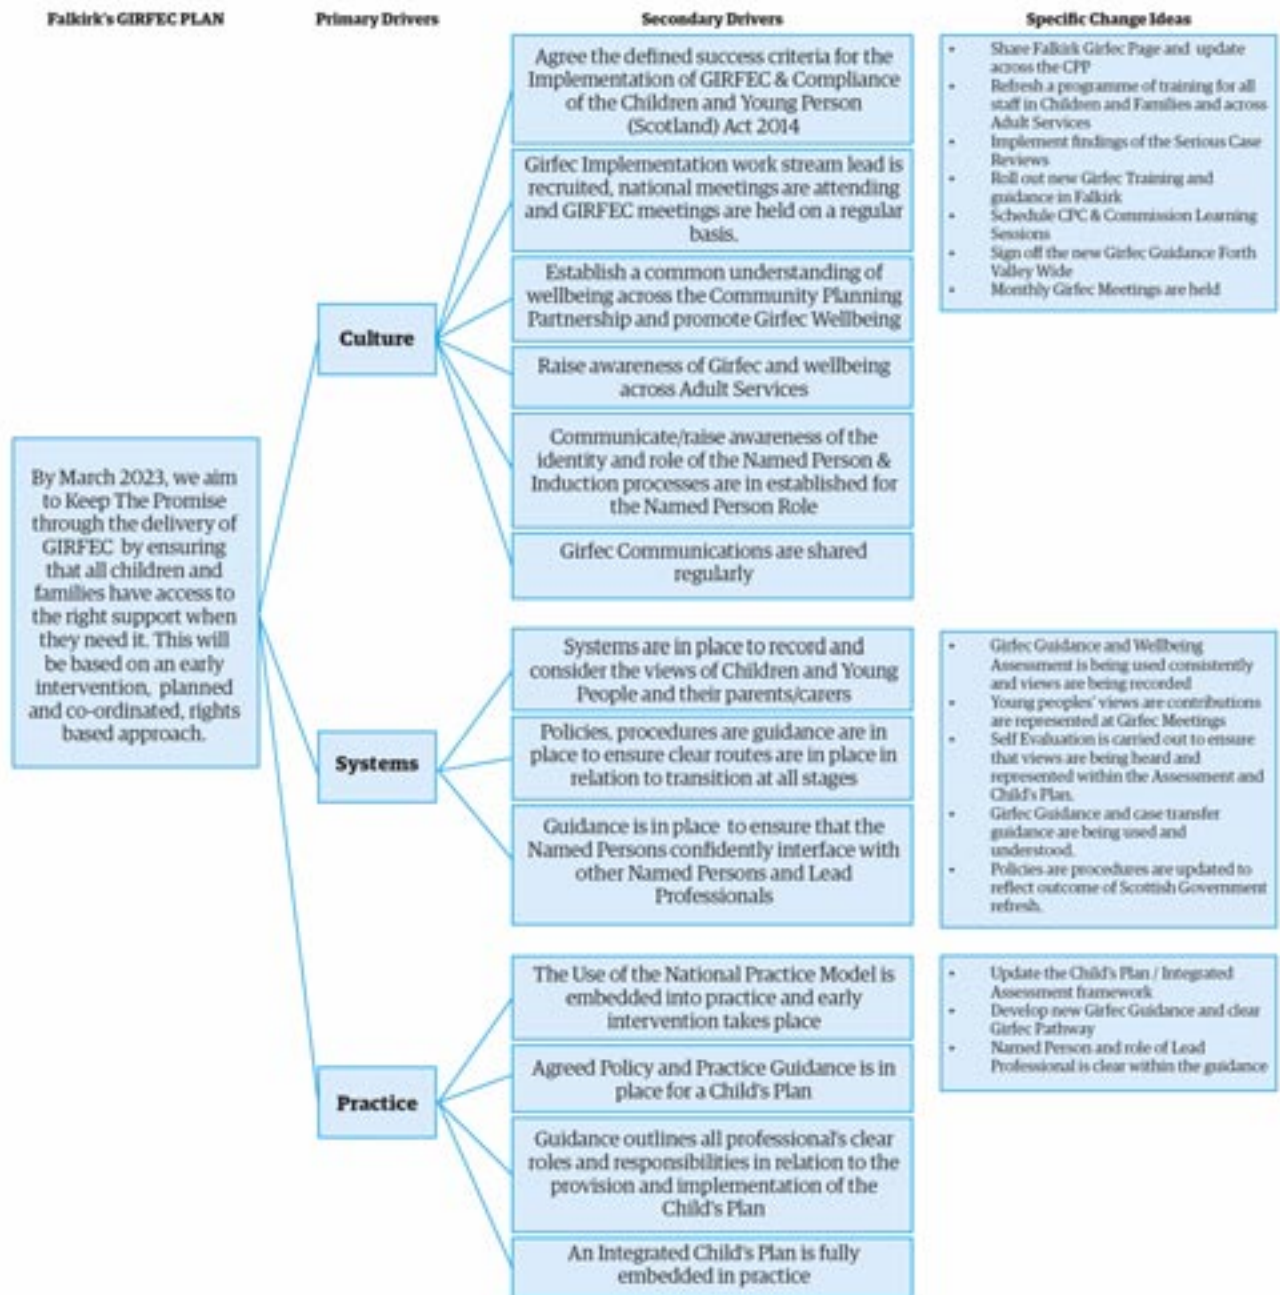 Falkirk's GIRFEC PLAN
Primary Drivers
Secondary Drivers
Specific Change Ideas
By March 2023, we aim
to Keep The Promise
through the delivery of
GIRFEC by ensuring
that all children and
families have access to
the right support when
they need it. This will
be based on an early
intervention, planned
and co-ordinated, rights
based approach.
Culture
Agree the defined success criteria for the
Implementation of GIRFEC & Compliance
of the Children and Young Person
(Scotland) Act 2014
Girfec Implementation work stream lead is
recruited, national meetings are attending
and GIRFEC meetings are held on a regular
basis.
Establish a common understanding of
wellbeing across the Community Planning
Partnership and promote Girfec Wellbeing
Raise awareness of Girfec and wellbeing
across Adult Services
Communicate/raise awareness of the
identity and role of the Named Person &
Induction processes are in established for
the Named Person Role
Girfec Communications are shared
regularly
• Share Falkirk Girfec Page and update
across the CPP
• Refresh a programme of training for all
staff in Children and Families and across
Adult Services
• Implement findings of the Serious Case
Reviews
• Roll out new Girfec Training and
guidance in Falkirk
• Schedule CPC & Commission Learning
Sessions
• Sign off the new Girfec Guidance Forth
Valley Wide
• Monthly Girfec Meetings are held
Systems
Systems are in place to record and
consider the views of Children and Young
People and their parents/carers
Policies, procedures are guidance are in
place to ensure clear routes are in place in
relation to transition at all stages
Guidance is in place to ensure that the
Named Persons confidently interface with
other Named Persons and Lead
Professionals
• Girfec Guidance and Wellbeing
Assessment is being used consistently
and views are being recorded
• Young peoples' views are contributions
are represented at Girfec Meetings
• Self Evaluation is carried out to ensure
that views are being heard and
represented within the Assessment and
Child's Plan.
• Girfec Guidance and case transfer
guidance are being used and
understood.
• Policies are procedures are updated to
reflect outcome of Scottish Government
refresh.
Practice
The Use of the National Practice Model is
embedded into practice and early
intervention takes place
Agreed Policy and Practice Guidance is in
place for a Child's Plan
Guidance outlines all professional's clear
roles and responsibilities in relation to the
provision and implementation of the
Child's Plan
An Integrated Child's Plan is fully
embedded in practice
• Update the Child's Plan / Integrated
Assessment framework
• Develop new Girfec Guidance and clear
Girfec Pathway
• Named Person and role of Lead
Professional is clear within the guidance